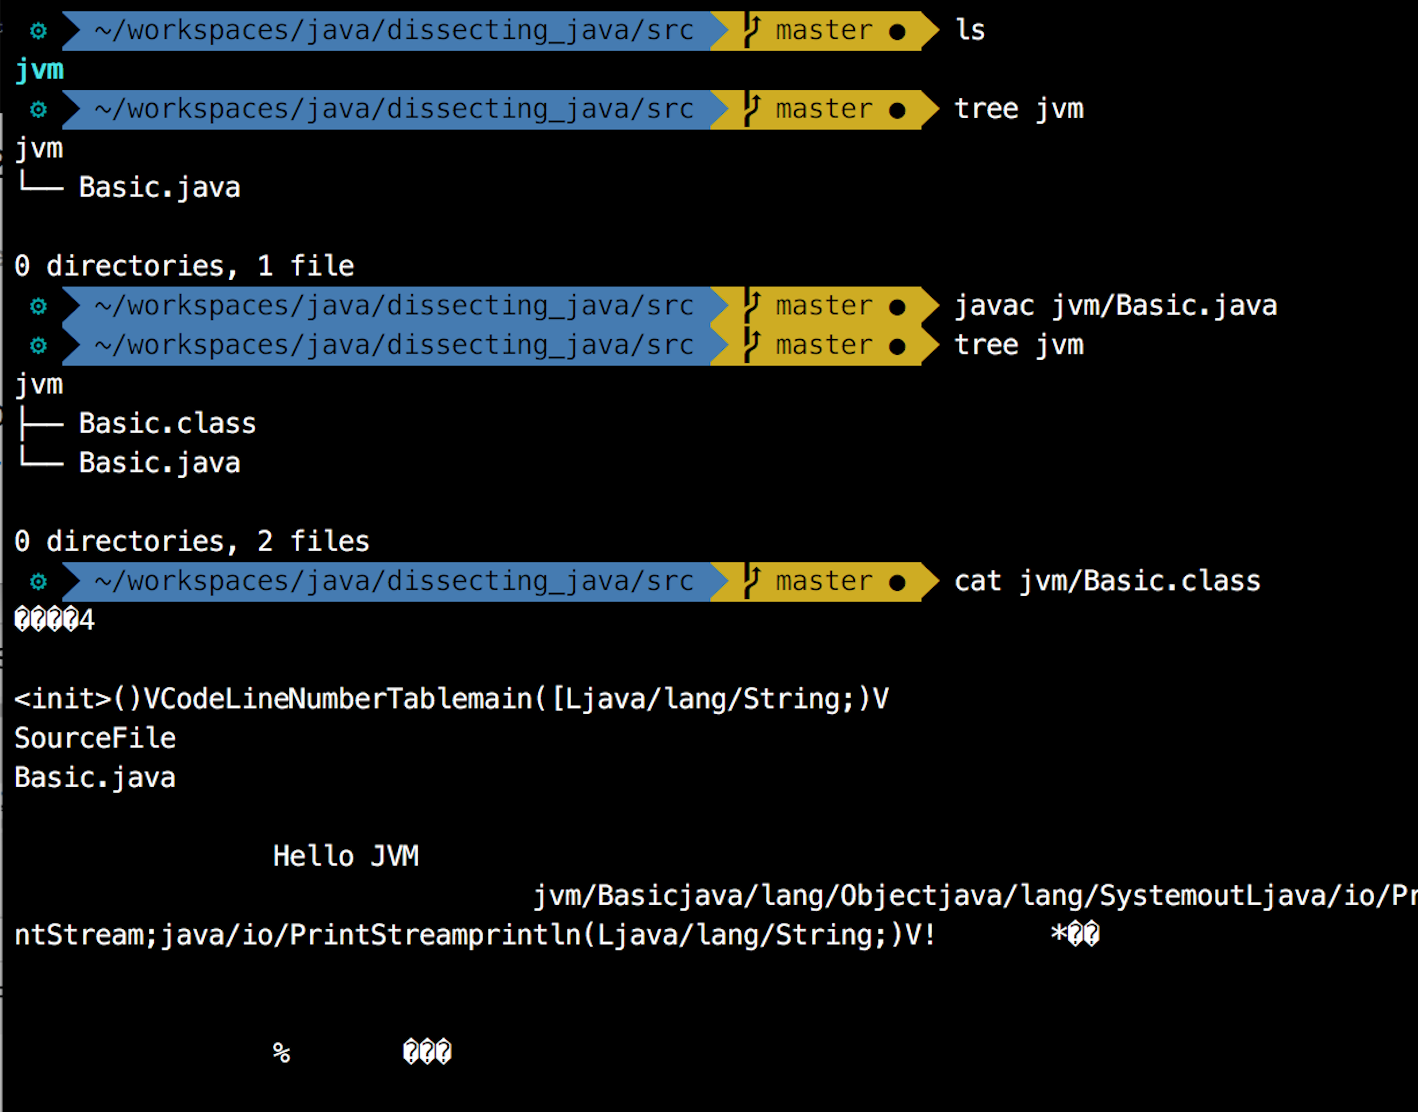 ~/workspaces/java/dissecting_java/src master ● ls
jvm
~/workspaces/java/dissecting_java/src master ● tree jvm
jvm
└── Basic.java
0 directories, 1 file
~/workspaces/java/dissecting_java/src master ● javac jvm/Basic.java
~/workspaces/java/dissecting_java/src master ● tree jvm
jvm
├── Basic.class
└── Basic.java
0 directories, 2 files
~/workspaces/java/dissecting_java/src master ● cat jvm/Basic.class
����4
<init>()VCodeLineNumberTablemain([Ljava/lang/String;)V
SourceFile
Basic.java
Hello JVM
jvm/Basicjava/lang/Objectjava/lang/SystemoutLjava/io/Pr
ntStream;java/io/PrintStreamprintln(Ljava/lang/String;)V! *��
% ���